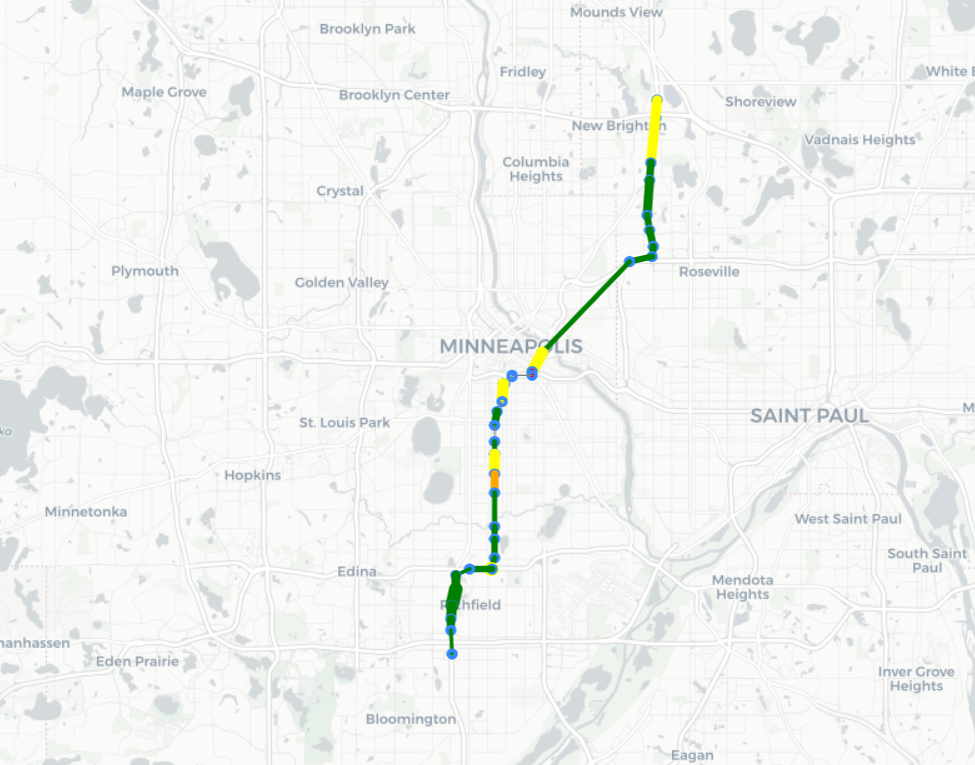 Mounds View
Brooklyn Park
Fridley
White B
Maple Grove
Brooklyn Center
Shoreview
New Brighton
Vadnais Heights
Columbia
Heights
Crystal
Plymouth
Roseville
Golden Valley
MINNEAPOLIS
M
SAINT PAUL
St. Louis Park
ka
Hopkins
Minnetonka
West Saint Paul
South Saint
Paul
Edina
Mendota
Heights
Richfield
nanhassen
Eden Prairie
Inver Grove
Heights
Bloomington
Eagan